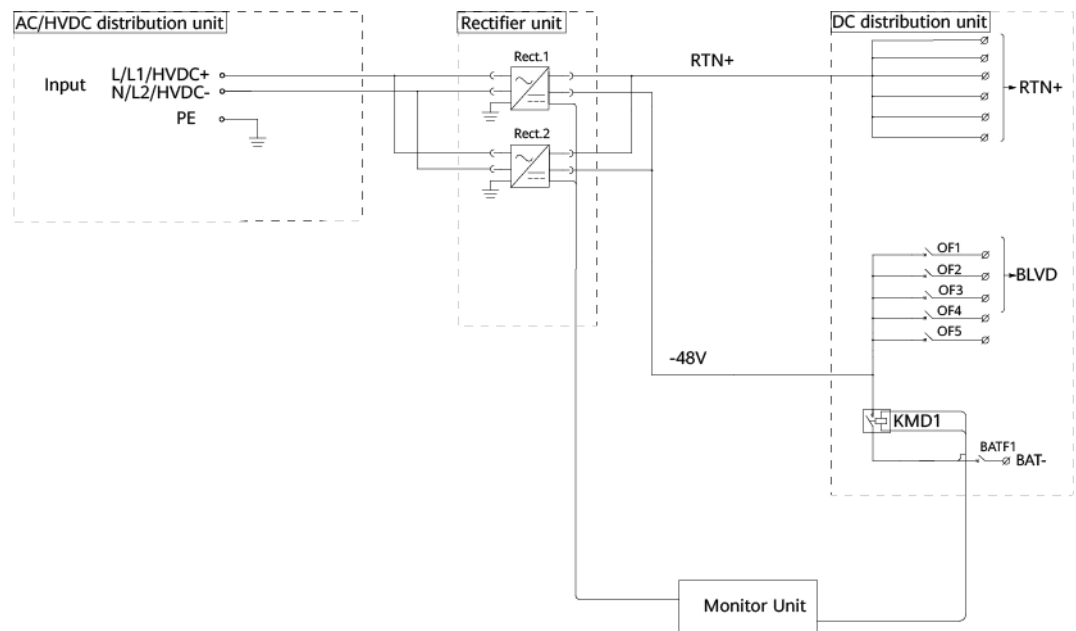 AC/HVDC distribution unit
Rectifier unit
DC distribution unit
Input
L/L1/HVDC+
N/L2/HVDC-
PE
Rect.1
Rect.2
RTN+
RTN+
OF1
OF2
OF3
OF4
OF5
BLVD
-48V
KMD1
BATF1
BAT-
Monitor Unit